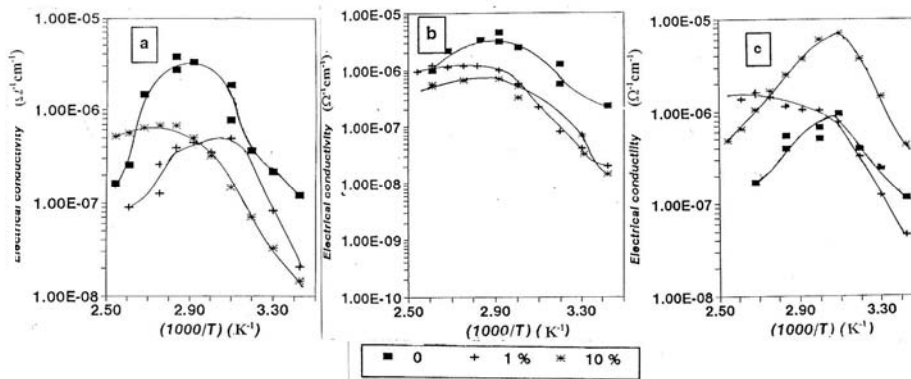 a
1.00E-05
1.00E-06
1.00E-07
1.00E-08
Electrical conductivity (Ω⁻¹cm⁻¹)
2.50 2.90 3.30
(1000/T) (K⁻¹)
b
1.00E-05
1.00E-06
1.00E-07
1.00E-08
1.00E-09
1.00E-10
Electrical conductivity (Ω⁻¹cm⁻¹)
2.50 2.90 3.30
(1000/T) (K⁻¹)
c
1.00E-05
1.00E-06
1.00E-07
1.00E-08
Electrical conductilty (Ω⁻¹cm⁻¹)
2.50 2.90 3.30
(1000/T) (K⁻¹)
0 1 % 10 %